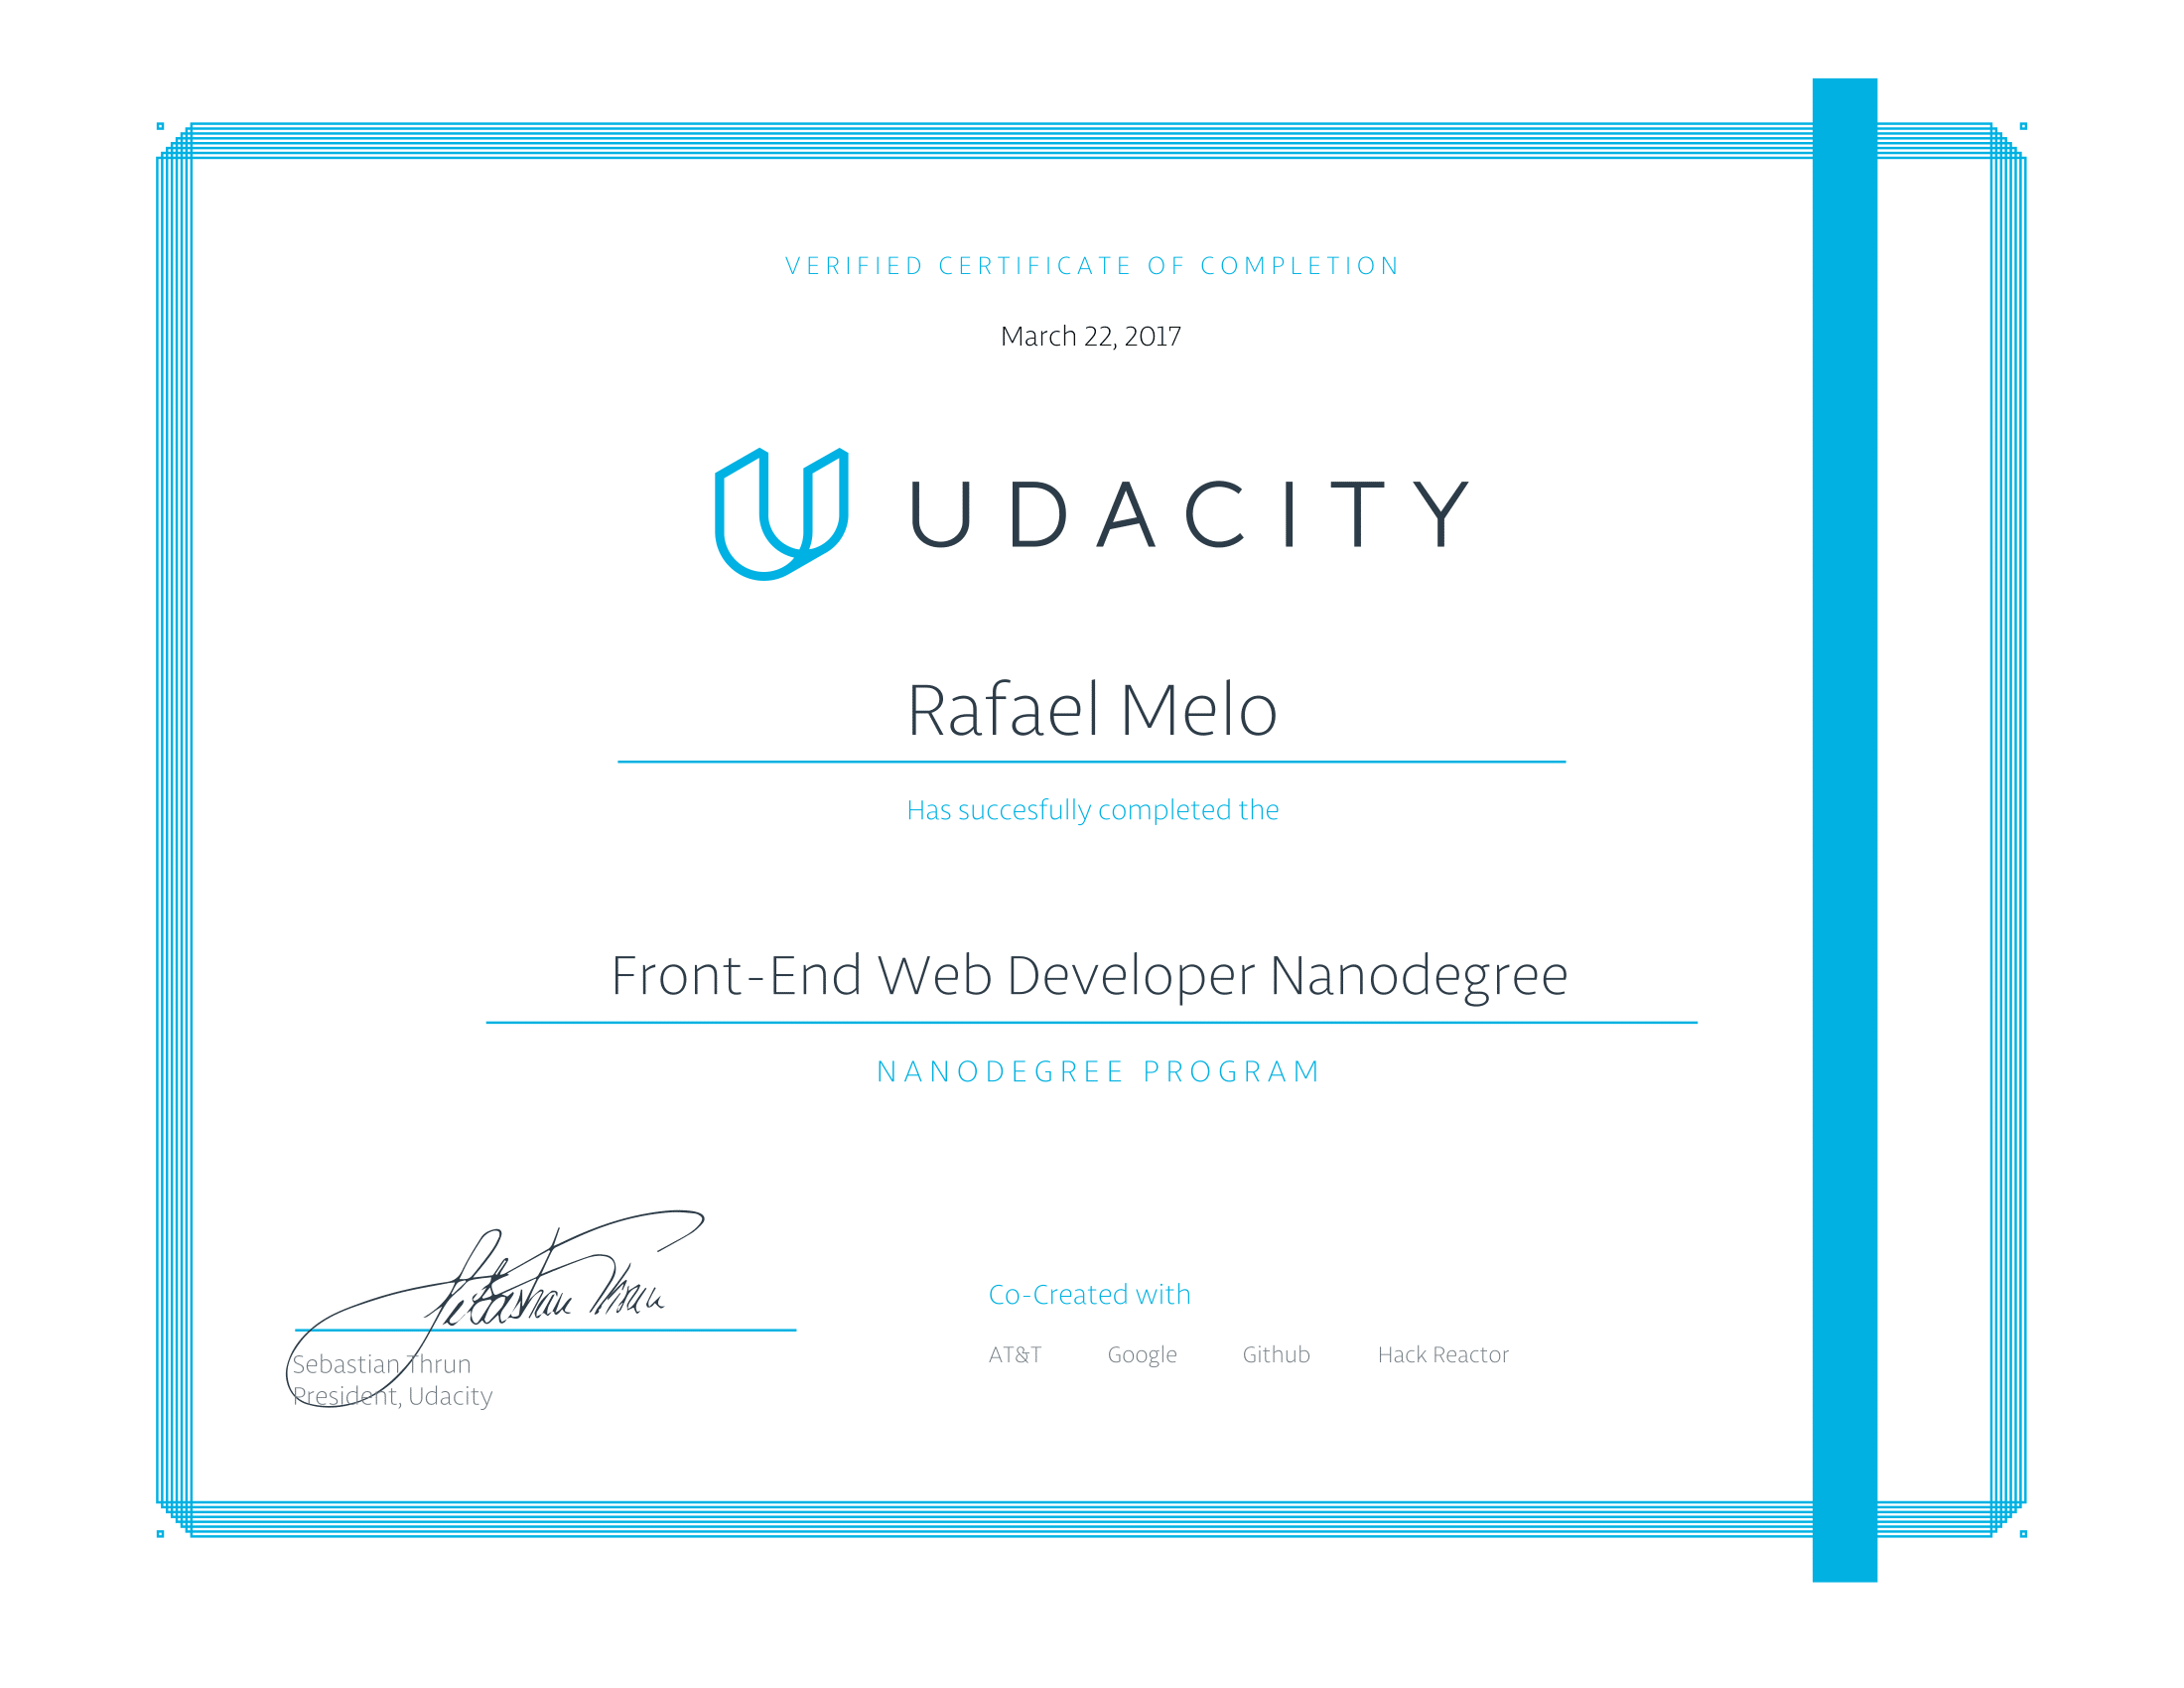 VERIFIED CERTIFICATE OF COMPLETION
March 22, 2017
UDACITY
Rafael Melo
Has succesfully completed the
Front-End Web Developer Nanodegree
NANODEGREE PROGRAM
Sebastian Thrun
Sebastian Thrun
President, Udacity
Co-Created with
AT&T Google Github Hack Reactor